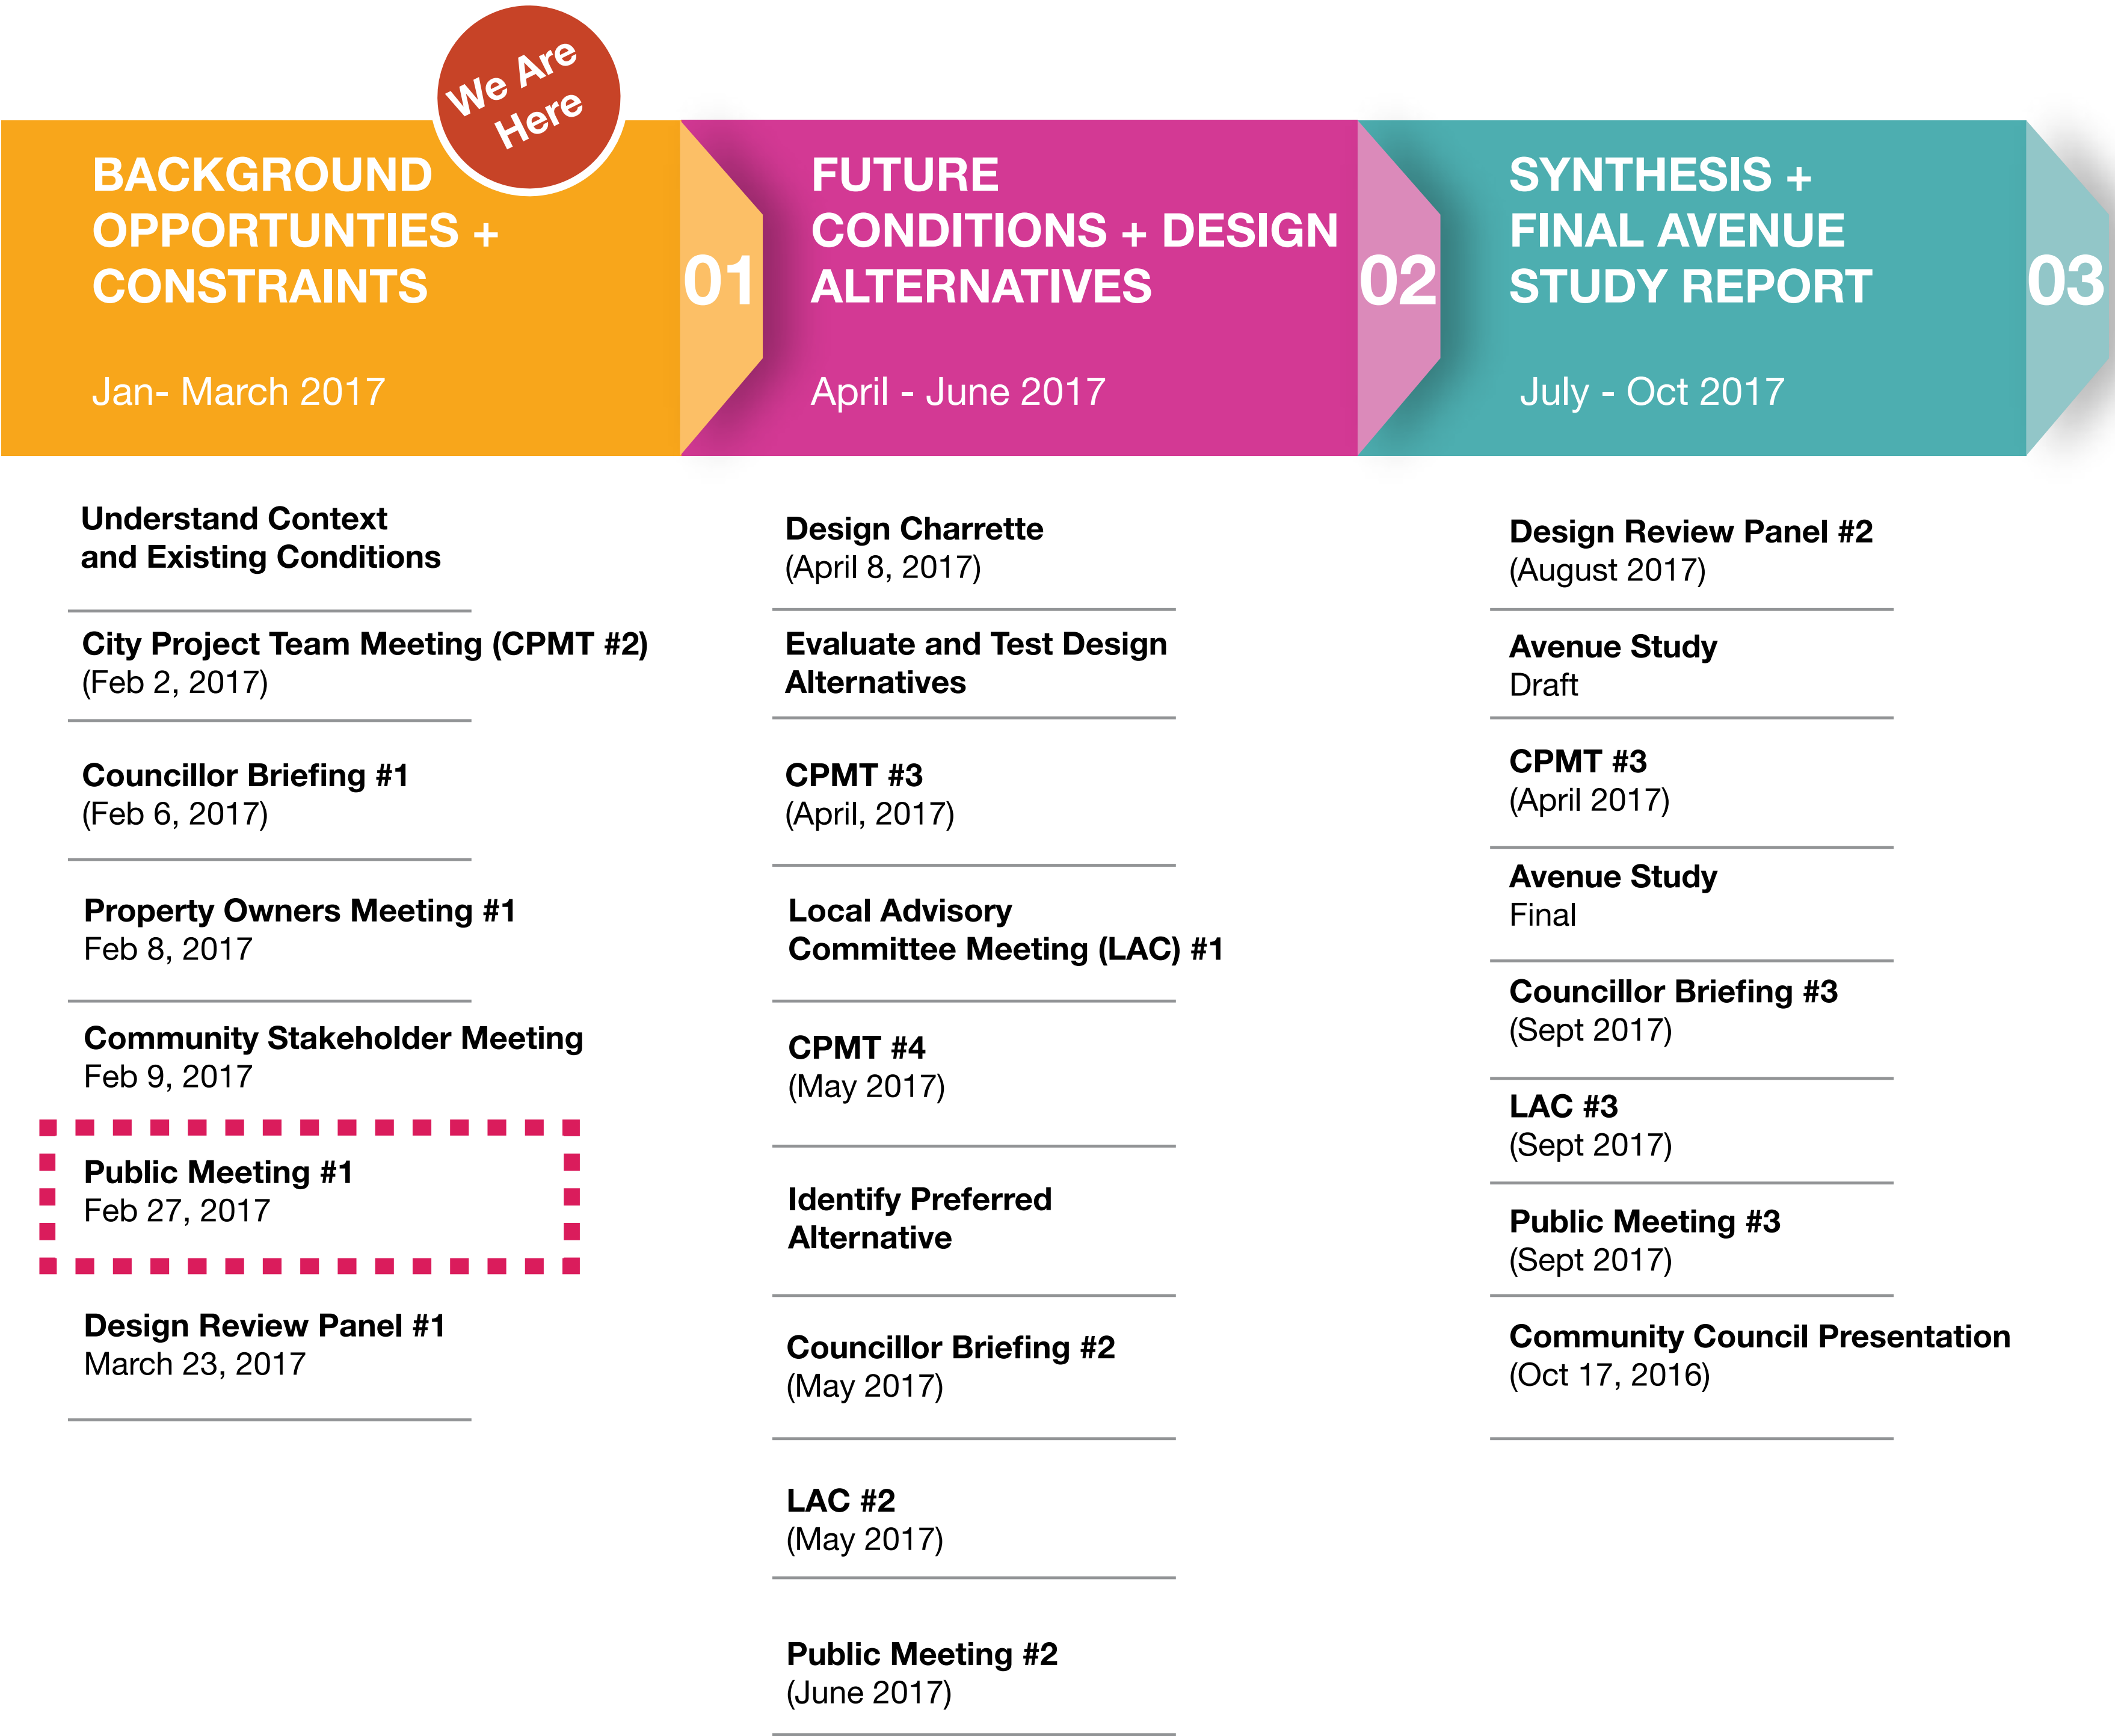 We Are
Here
BACKGROUND
OPPORTUNTIES +
CONSTRAINTS
Jan- March 2017
01
FUTURE
CONDITIONS + DESIGN
ALTERNATIVES
April - June 2017
02
SYNTHESIS +
FINAL AVENUE
STUDY REPORT
July - Oct 2017
03
Understand Context
and Existing Conditions
City Project Team Meeting (CPMT #2)
(Feb 2, 2017)
Councillor Briefing #1
(Feb 6, 2017)
Property Owners Meeting #1
Feb 8, 2017
Community Stakeholder Meeting
Feb 9, 2017
Public Meeting #1
Feb 27, 2017
Design Review Panel #1
March 23, 2017
Design Charrette
(April 8, 2017)
Evaluate and Test Design
Alternatives
CPMT #3
(April, 2017)
Local Advisory
Committee Meeting (LAC) #1
CPMT #4
(May 2017)
Identify Preferred
Alternative
Councillor Briefing #2
(May 2017)
LAC #2
(May 2017)
Public Meeting #2
(June 2017)
Design Review Panel #2
(August 2017)
Avenue Study
Draft
CPMT #3
(April 2017)
Avenue Study
Final
Councillor Briefing #3
(Sept 2017)
LAC #3
(Sept 2017)
Public Meeting #3
(Sept 2017)
Community Council Presentation
(Oct 17, 2016)